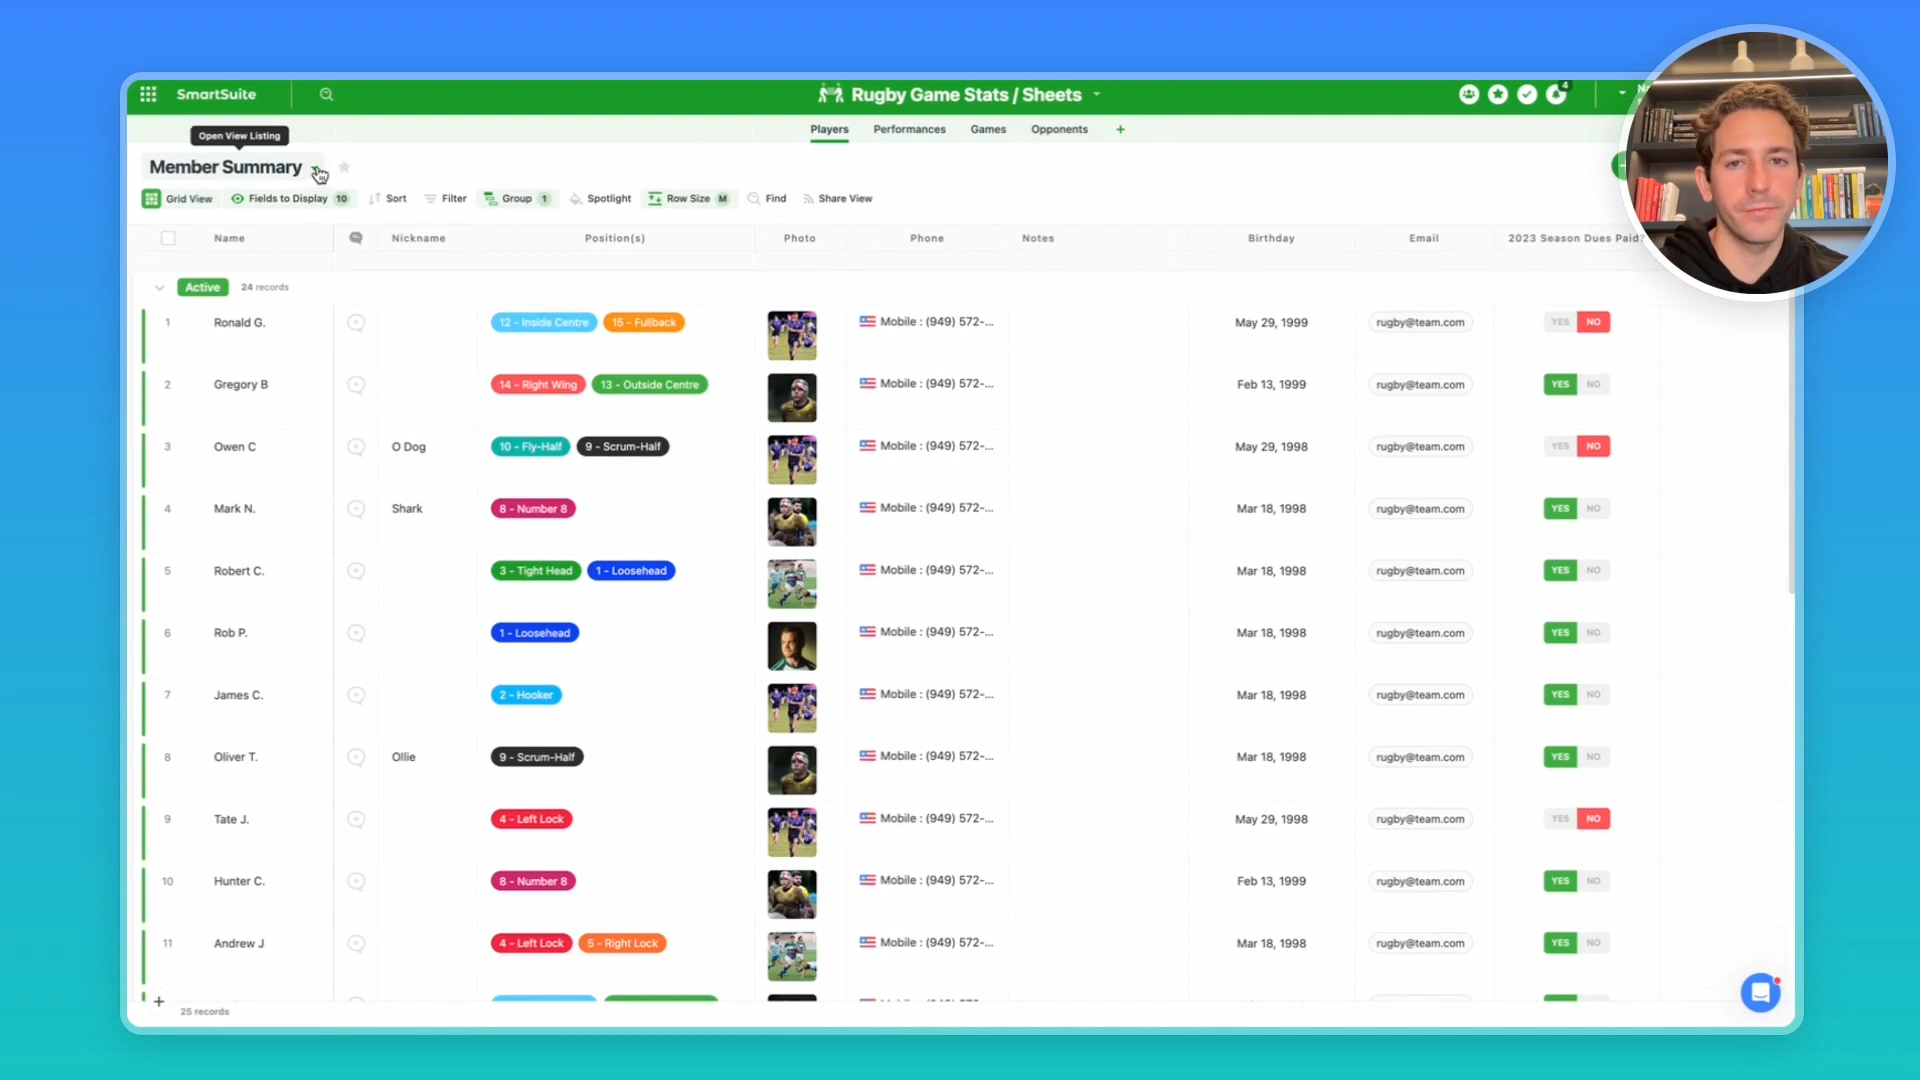 SmartSuite
Rugby Game Stats / Sheets
4
Open View Listing
Players Performances Games Opponents +
Member Summary
Grid View Fields to Display 10 Sort Filter Group 1 Spotlight Row Size M Find Share View
Name Nickname Position(s) Photo Phone Notes Birthday Email 2023 Season Dues Paid?
Active 24 records
1 Ronald G. 12 - Inside Centre 15 - Fullback Mobile : (949) 572-... May 29, 1999 rugby@team.com YES NO
2 Gregory B 14 - Right Wing 13 - Outside Centre Mobile : (949) 572-... Feb 13, 1999 rugby@team.com YES NO
3 Owen C O Dog 10 - Fly-Half 9 - Scrum-Half Mobile : (949) 572-... May 29, 1998 rugby@team.com YES NO
4 Mark N. Shark 8 - Number 8 Mobile : (949) 572-... Mar 18, 1998 rugby@team.com YES NO
5 Robert C. 3 - Tight Head 1 - Loosehead Mobile : (949) 572-... Mar 18, 1998 rugby@team.com YES NO
6 Rob P. 1 - Loosehead Mobile : (949) 572-... Mar 18, 1998 rugby@team.com YES NO
7 James C. 2 - Hooker Mobile : (949) 572-... Mar 18, 1998 rugby@team.com YES NO
8 Oliver T. Ollie 9 - Scrum-Half Mobile : (949) 572-... Mar 18, 1998 rugby@team.com YES NO
9 Tate J. 4 - Left Lock Mobile : (949) 572-... May 29, 1998 rugby@team.com YES NO
10 Hunter C. 8 - Number 8 Mobile : (949) 572-... Feb 13, 1999 rugby@team.com YES NO
11 Andrew J 4 - Left Lock 5 - Right Lock Mobile : (949) 572-... Mar 18, 1998 rugby@team.com YES NO
+
25 records